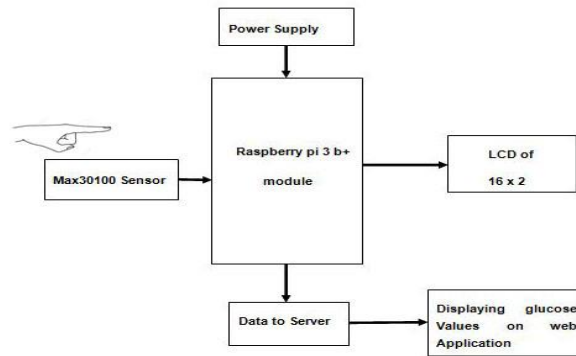 Power Supply
Raspberry pi 3 b+
module
Max30100 Sensor
LCD of
16 x 2
Data to Server
Displaying glucose
Values on web
Application